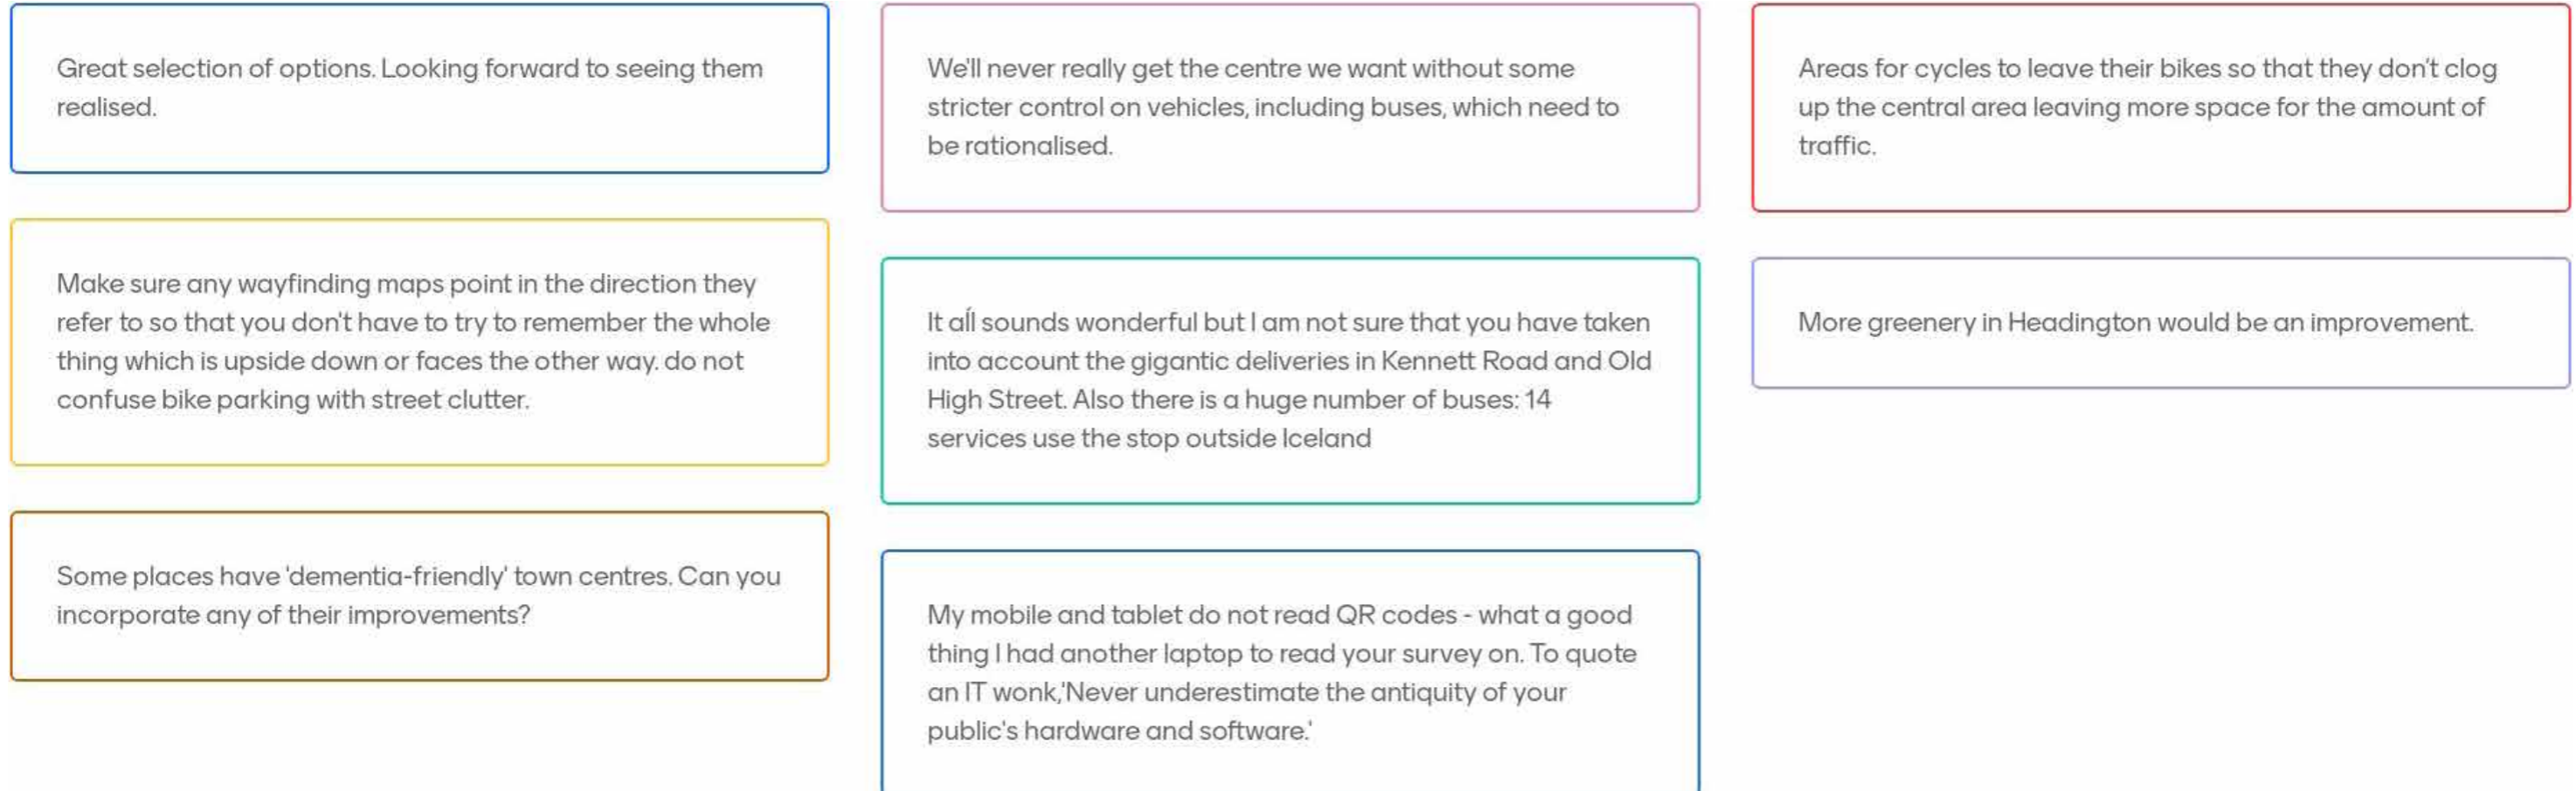 Great selection of options. Looking forward to seeing them
realised.
Make sure any wayfinding maps point in the direction they
refer to so that you don't have to try to remember the whole
thing which is upside down or faces the other way. do not
confuse bike parking with street clutter.
Some places have 'dementia-friendly' town centres. Can you
incorporate any of their improvements?
We'll never really get the centre we want without some
stricter control on vehicles, including buses, which need to
be rationalised.
It aĺl sounds wonderful but I am not sure that you have taken
into account the gigantic deliveries in Kennett Road and Old
High Street. Also there is a huge number of buses: 14
services use the stop outside Iceland
My mobile and tablet do not read QR codes - what a good
thing I had another laptop to read your survey on. To quote
an IT wonk,'Never underestimate the antiquity of your
public's hardware and software.'
Areas for cycles to leave their bikes so that they don't clog
up the central area leaving more space for the amount of
traffic.
More greenery in Headington would be an improvement.